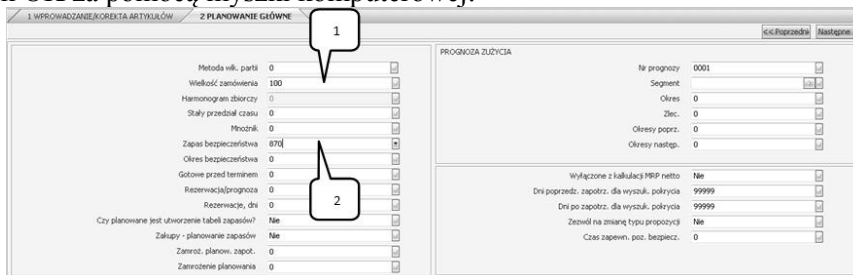 za pomocą myszki komputerowej.
1 WPROWADZANIE/KOREKTA ARTYKUŁÓW 2 PLANOWANIE GŁÓWNE
1
<< Poprzednia Następne
Metoda wlk. partii 0
Wielkość zamówienia 100
Harmonogram zbiorczy 0
Stały przedział czasu 0
Mnożnik 0
Zapas bezpieczeństwa 870
Okres bezpieczeństwa 0
Gotowe przed terminem 0
Rezerwacja/prognoza 0
Rezerwacje, dni 0
2
Czy planowane jest utworzenie tabeli zapasów? Nie
Zakupy - planowanie zapasów Nie
Zamroż. planow. zapot. 0
Zamrożenie planowania 0
PROGNOZA ZUŻYCIA
Nr prognozy 0001
Segment
Okres 0
Zlec. 0
Okresy poprz. 0
Okresy następ. 0
Wyłączone z kalkulacji MRP netto Nie
Dni poprzedz. zapotrz. dla wyszuk. pokrycia 99999
Dni po zapotrz. dla wyszuk. pokrycia 99999
Zezwól na zmianę typu propozycji Nie
Czas zapewn. poz. bezpiecz. 0